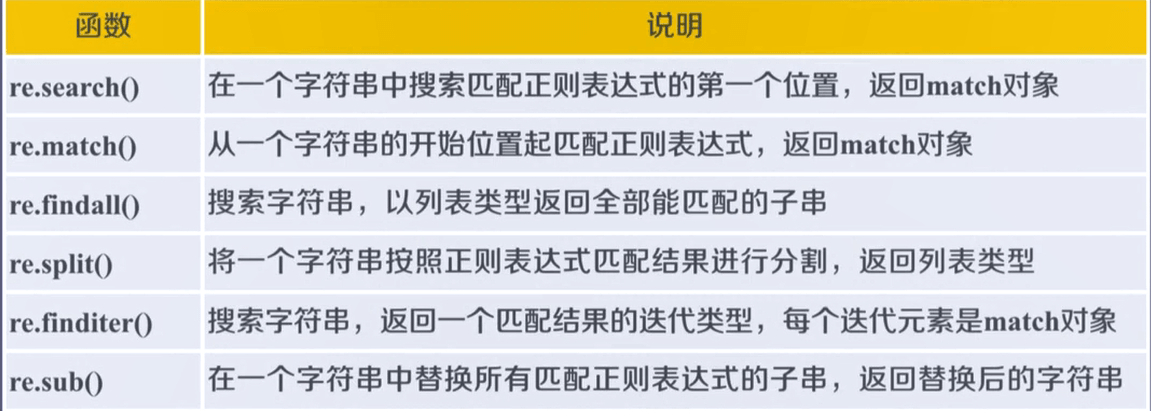 函数 说明
re.search() 在一个字符串中搜索匹配正则表达式的第一个位置，返回match对象
re.match() 从一个字符串的开始位置起匹配正则表达式，返回match对象
re.findall() 搜索字符串，以列表类型返回全部能匹配的子串
re.split() 将一个字符串按照正则表达式匹配结果进行分割，返回列表类型
re.finditer() 搜索字符串，返回一个匹配结果的迭代类型，每个迭代元素是match对象
re.sub() 在一个字符串中替换所有匹配正则表达式的子串，返回替换后的字符串